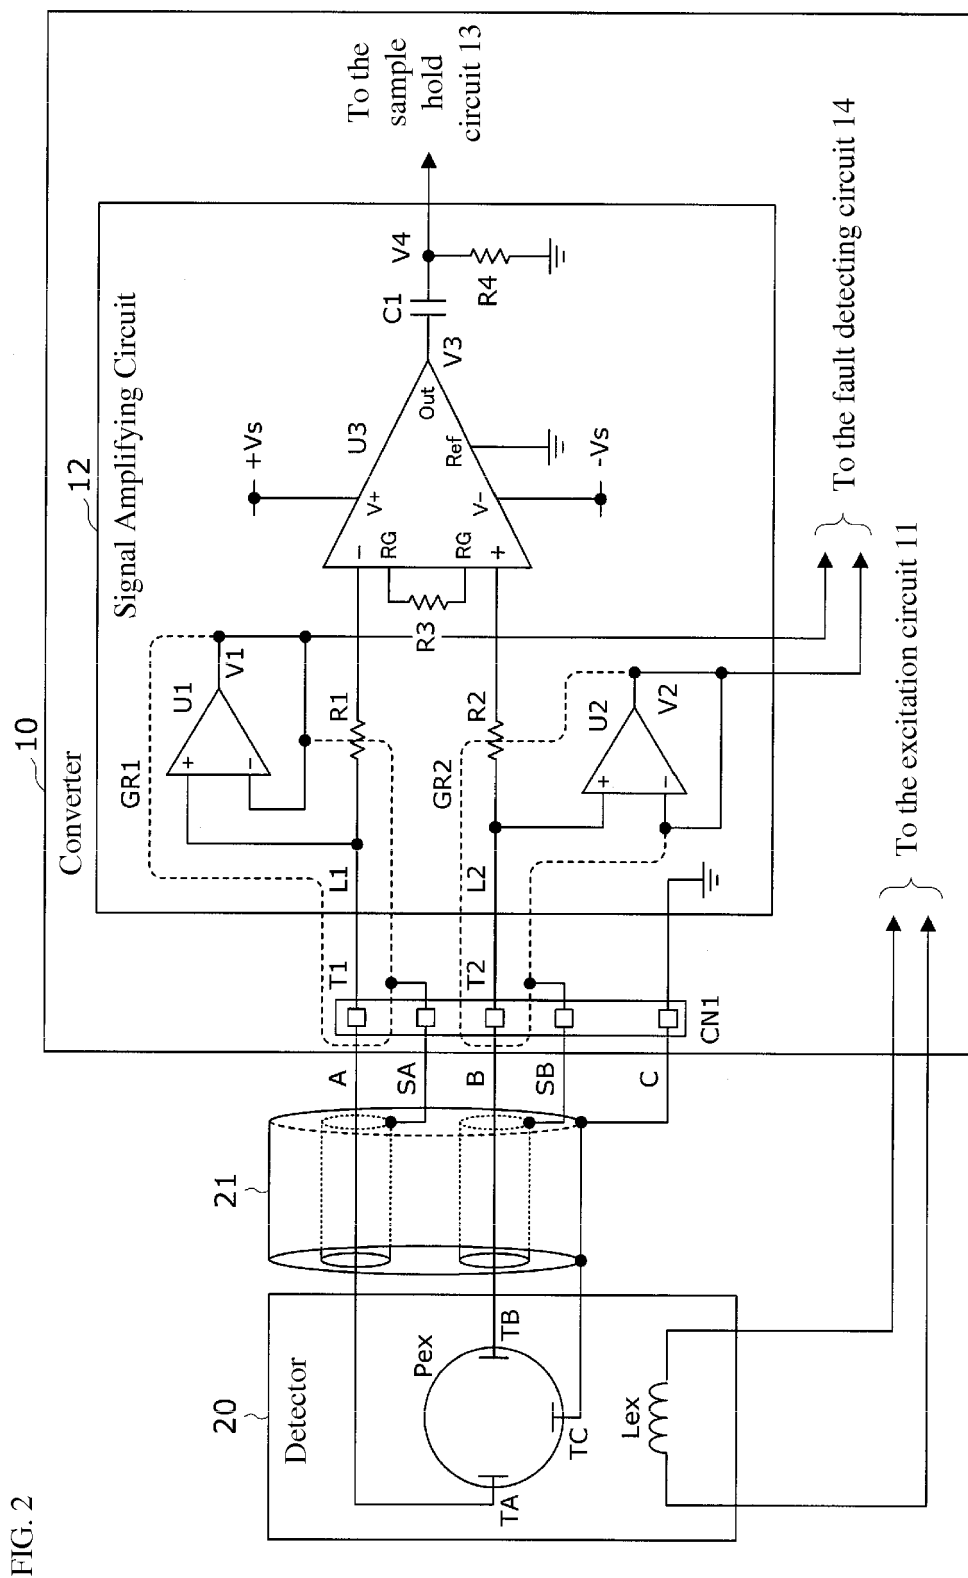 FIG. 2
10
Converter
12
Signal Amplifying Circuit
To the
sample
hold
circuit 13
GR1
U1
+
−
V1
+Vs
V+
U3
−
RG
RG
+
V−
Ref
Out
-Vs
V3
C1
V4
R4
R3
R1
L1
T1
A
SA
GR2
R2
L2
T2
B
SB
U2
+
−
V2
C
CN1
21
20
Detector
Pex
TA
TB
TC
Lex
To the fault detecting circuit 14
To the excitation circuit 11